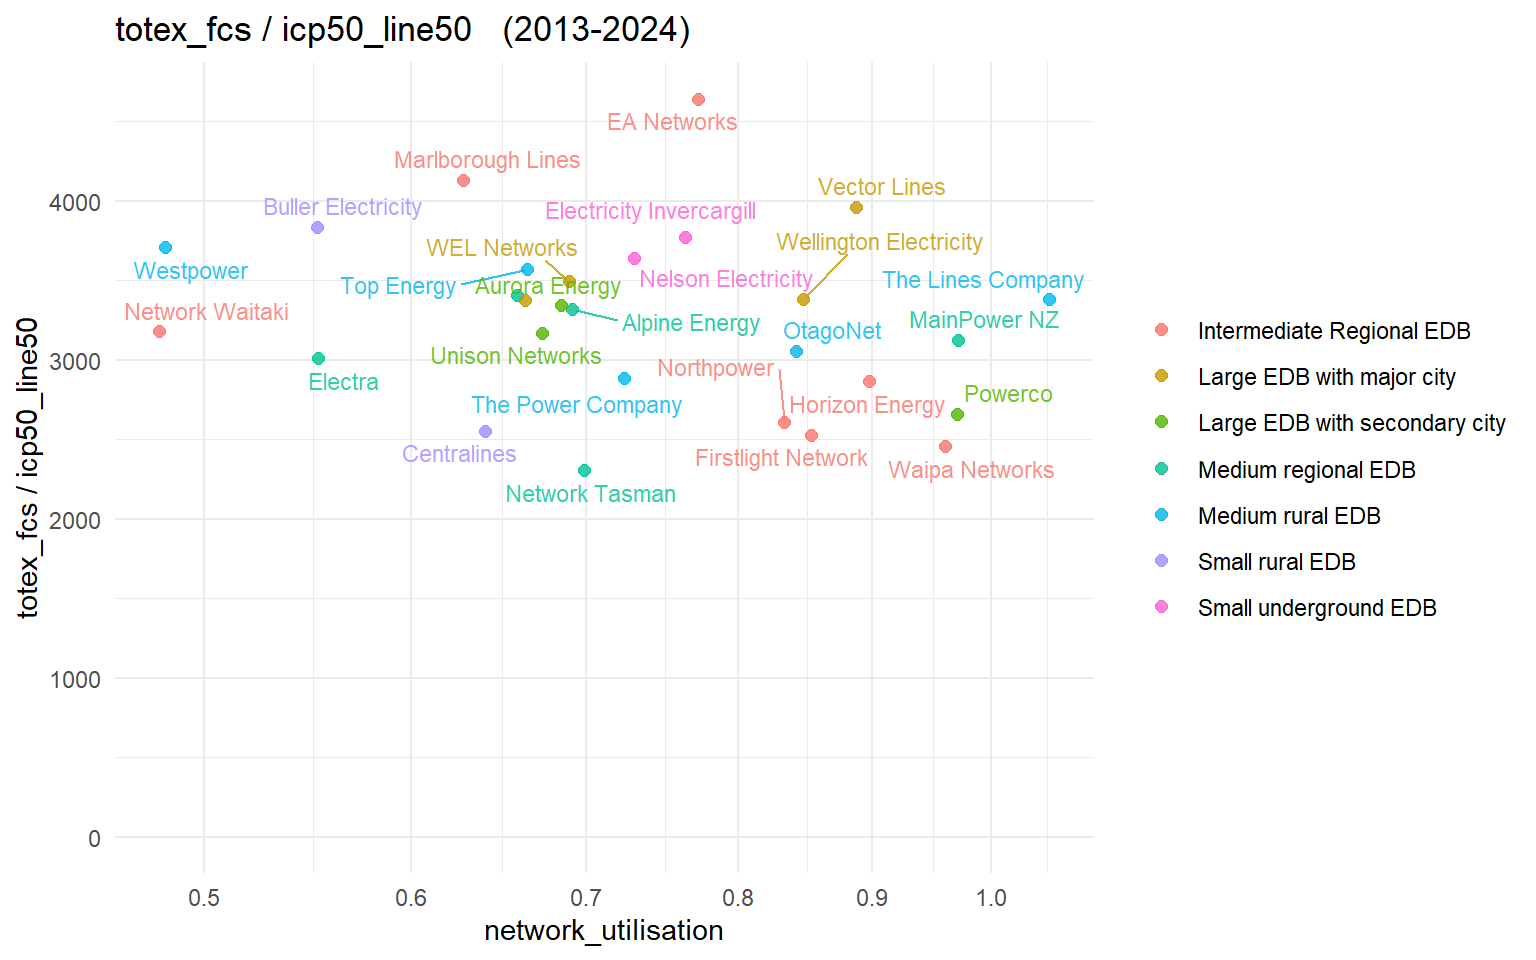 totex_fcs / icp50_line50 (2013-2024)
EA Networks
Marlborough Lines
Vector Lines
Buller Electricity
Electricity Invercargill
WEL Networks
Wellington Electricity
Westpower
Top Energy
Aurora Energy
Nelson Electricity
The Lines Company
Network Waitaki
Alpine Energy
OtagoNet
MainPower NZ
Unison Networks
Northpower
Electra
The Power Company
Horizon Energy
Powerco
Centralines
Firstlight Network
Waipa Networks
Network Tasman
totex_fcs / icp50_line50
4000
3000
2000
1000
0
0.5
0.6
0.7
0.8
0.9
1.0
network_utilisation
Intermediate Regional EDB
Large EDB with major city
Large EDB with secondary city
Medium regional EDB
Medium rural EDB
Small rural EDB
Small underground EDB